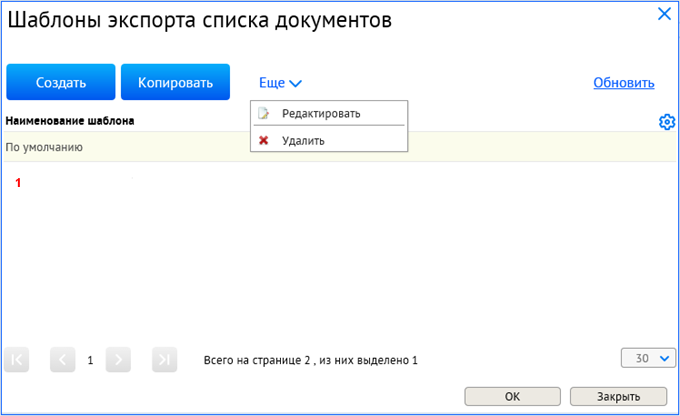 Шаблоны экспорта списка документов
Создать Копировать Еще Обновить
Редактировать
Наименование шаблона
Удалить
По умолчанию
1
1 Всего на странице 2 , из них выделено 1 30
ОК Закрыть